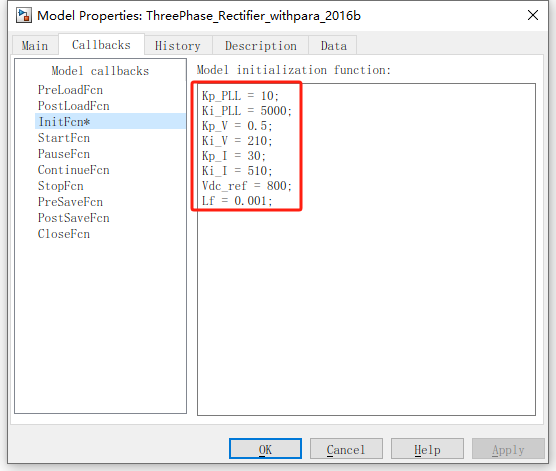 Model Properties: ThreePhase_Rectifier_withpara_2016b
Main Callbacks History Description Data
Model callbacks
PreLoadFcn
PostLoadFcn
InitFcn*
StartFcn
PauseFcn
ContinueFcn
StopFcn
PreSaveFcn
PostSaveFcn
CloseFcn
Model initialization function:
Kp_PLL = 10;
Ki_PLL = 5000;
Kp_V = 0.5;
Ki_V = 210;
Kp_I = 30;
Ki_I = 510;
Vdc_ref = 800;
Lf = 0.001;
OK Cancel Help Apply